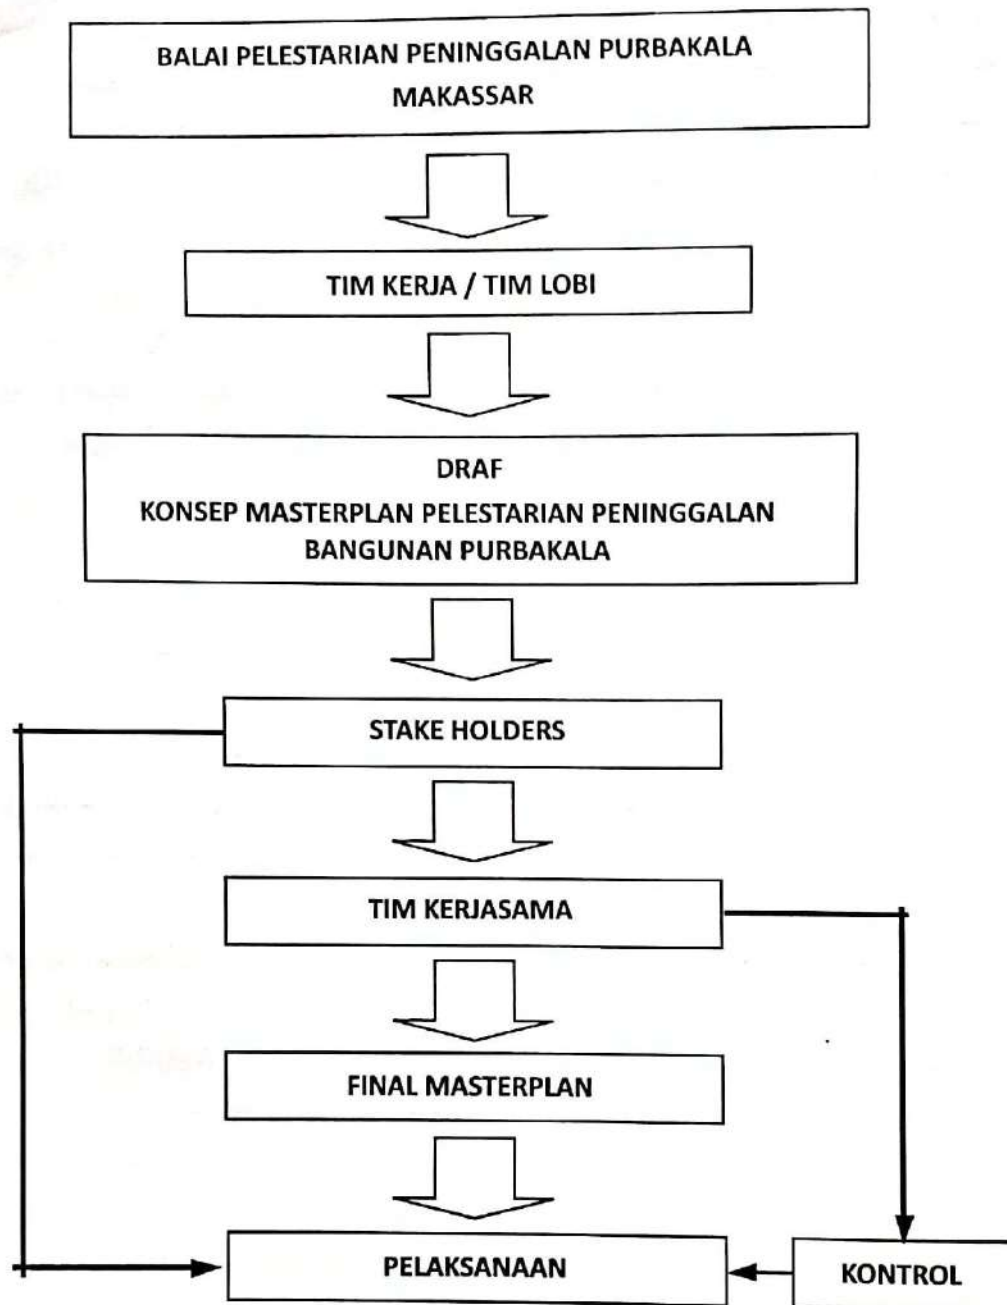 BALAI PELESTARIAN PENINGGALAN PURBAKALA
MAKASSAR
TIM KERJA / TIM LOBI
DRAF
KONSEP MASTERPLAN PELESTARIAN PENINGGALAN
BANGUNAN PURBAKALA
STAKE HOLDERS
TIM KERJASAMA
FINAL MASTERPLAN
PELAKSANAAN
KONTROL